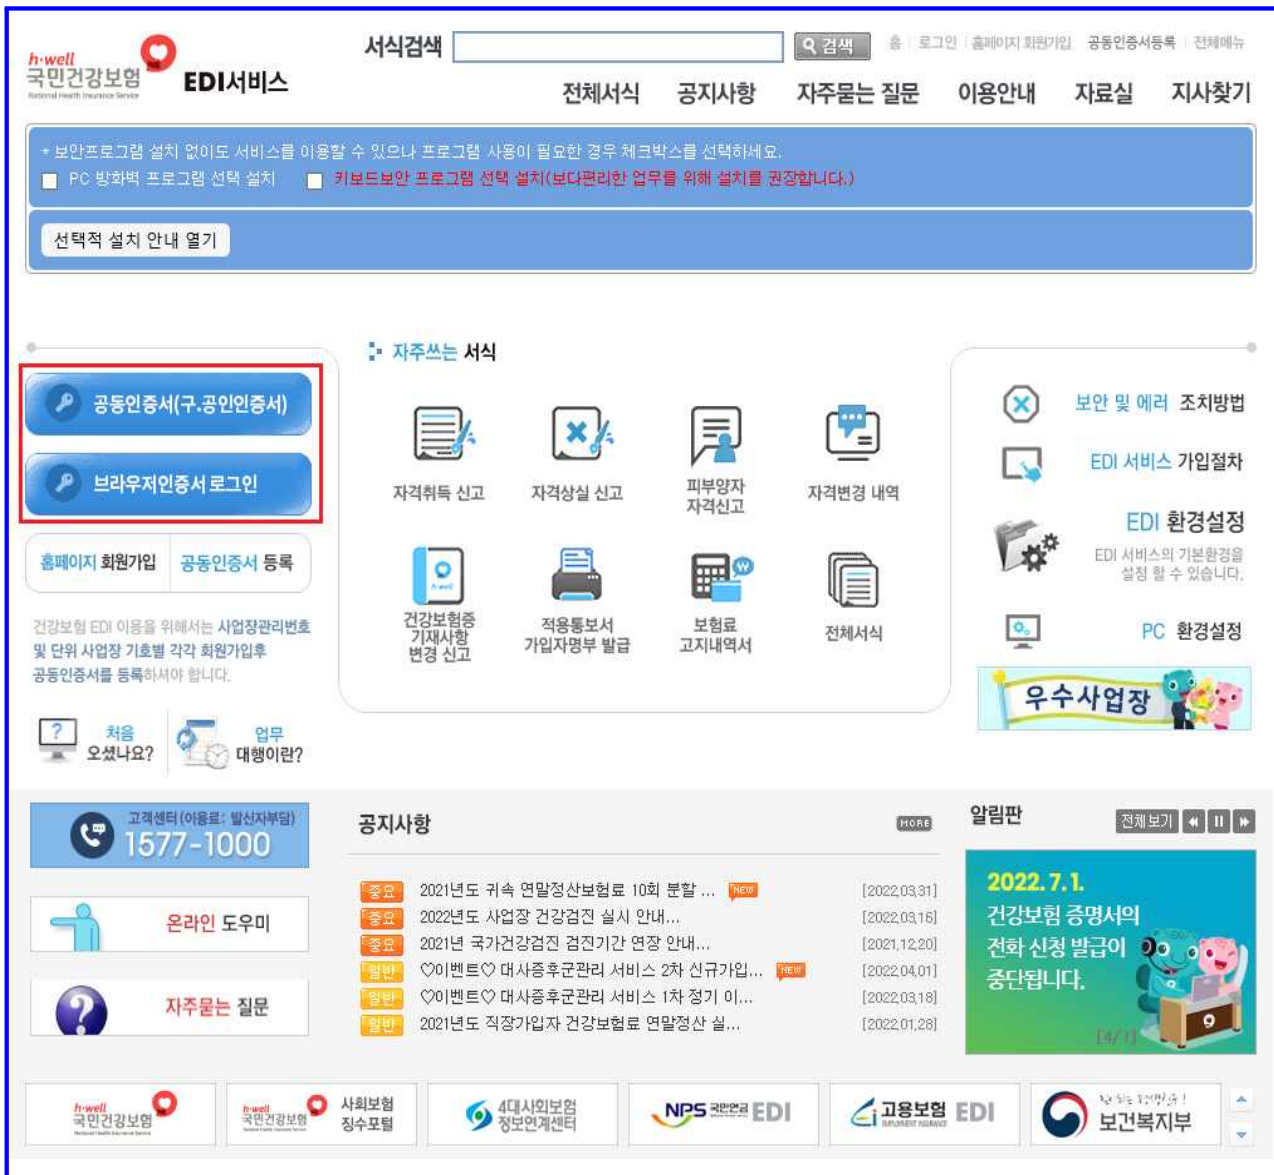 h·well
국민건강보험
National Health Insurance Service
EDI서비스
서식검색
검색
홈 | 로그인 | 홈페이지 회원가입 공동인증서등록 | 전체메뉴
전체서식 공지사항 자주묻는 질문 이용안내 자료실 지사찾기
* 보안프로그램 설치 없이도 서비스를 이용할 수 있으나 프로그램 사용이 필요한 경우 체크박스를 선택하세요.
PC 방화벽 프로그램 선택 설치 키보드보안 프로그램 선택 설치(보다편리한 업무를 위해 설치를 권장합니다.)
선택적 설치 안내 열기
공동인증서(구.공인인증서)
브라우저인증서 로그인
홈페이지 회원가입 공동인증서 등록
건강보험 EDI 이용을 위해서는 사업장관리번호
및 단위 사업장 기호별 각각 회원가입후
공동인증서를 등록하셔야 합니다.
처음
오셨나요?
업무
대행이란?
자주쓰는 서식
자격취득 신고
자격상실 신고
피부양자
자격신고
자격변경 내역
h·well
건강보험증
기재사항
변경 신고
적용통보서
가입자명부 발급
보험료
고지내역서
전체서식
보안 및 에러 조치방법
EDI 서비스 가입절차
EDI 환경설정
EDI 서비스의 기본환경을
설정 할 수 있습니다.
PC 환경설정
우수사업장
고객센터(이용료: 발신자부담)
1577-1000
온라인 도우미
자주묻는 질문
공지사항
MORE
중요 2021년도 귀속 연말정산보험료 10회 분할 ... NEW [2022.03.31]
중요 2022년도 사업장 건강검진 실시 안내... [2022.03.16]
중요 2021년 국가건강검진 검진기간 연장 안내... [2021.12.20]
일반 ♡이벤트♡ 대사증후군관리 서비스 2차 신규가입... NEW [2022.04.01]
일반 ♡이벤트♡ 대사증후군관리 서비스 1차 정기 이... [2022.03.18]
일반 2021년도 직장가입자 건강보험료 연말정산 실... [2022.01.28]
알림판
전체보기
2022. 7. 1.
건강보험 증명서의
전화 신청 발급이
중단됩니다.
[4/7]
h·well
국민건강보험
h·well
국민건강보험
사회보험
징수포털
4대사회보험
정보연계센터
NPS 국민연금 EDI
고용보험 EDI
EMPLOYMENT INSURANCE
보건복지부